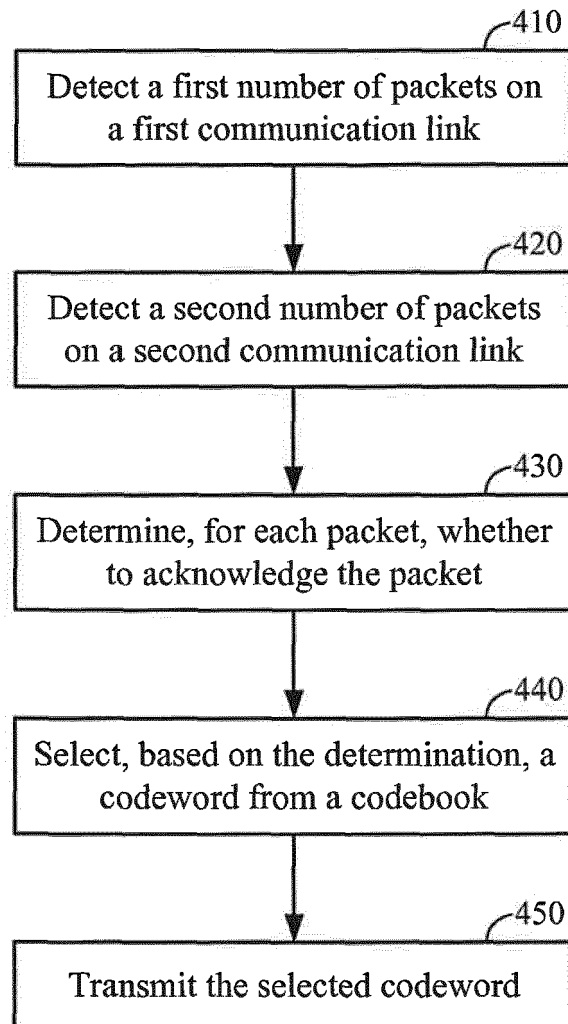 410
Detect a first number of packets on
a first communication link
420
Detect a second number of packets
on a second communication link
430
Determine, for each packet, whether
to acknowledge the packet
440
Select, based on the determination, a
codeword from a codebook
450
Transmit the selected codeword